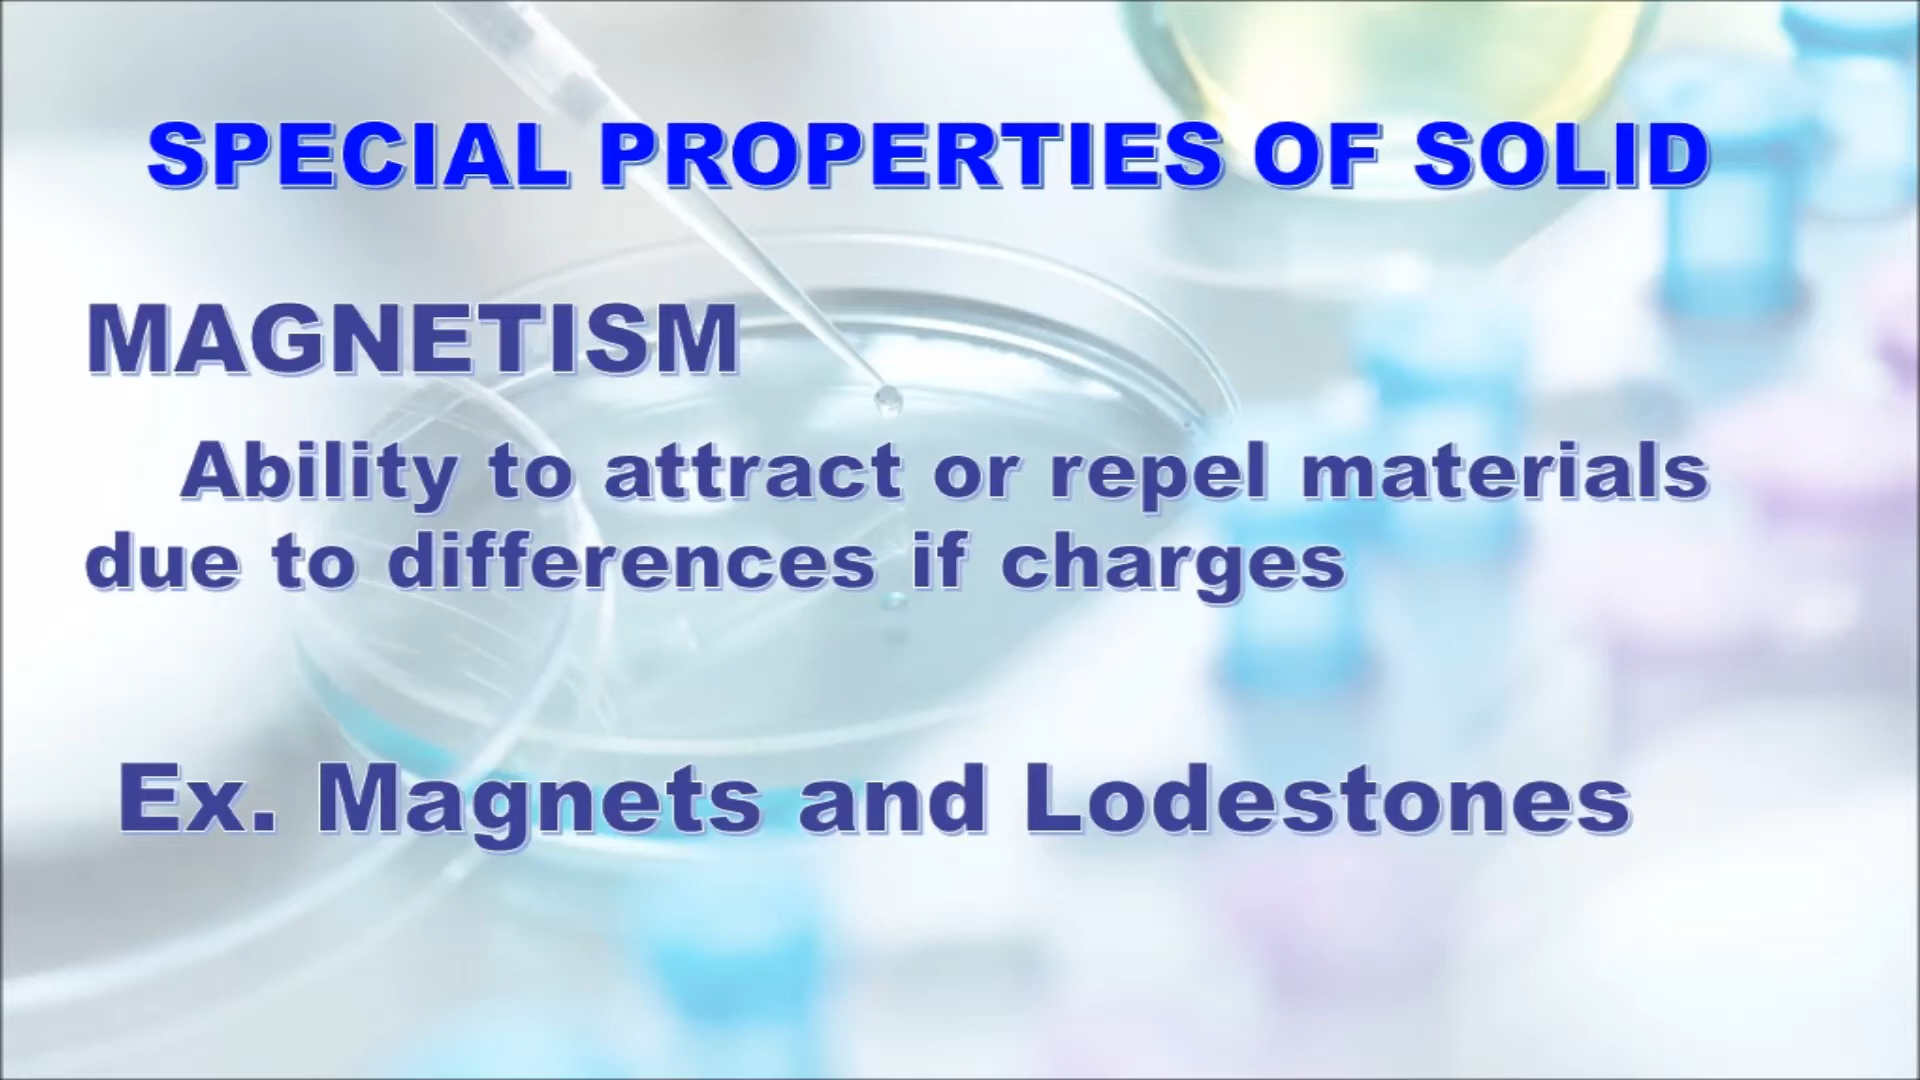 SPECIAL PROPERTIES OF SOLID
MAGNETISM
Ability to attract or repel materials
due to differences if charges
Ex. Magnets and Lodestones